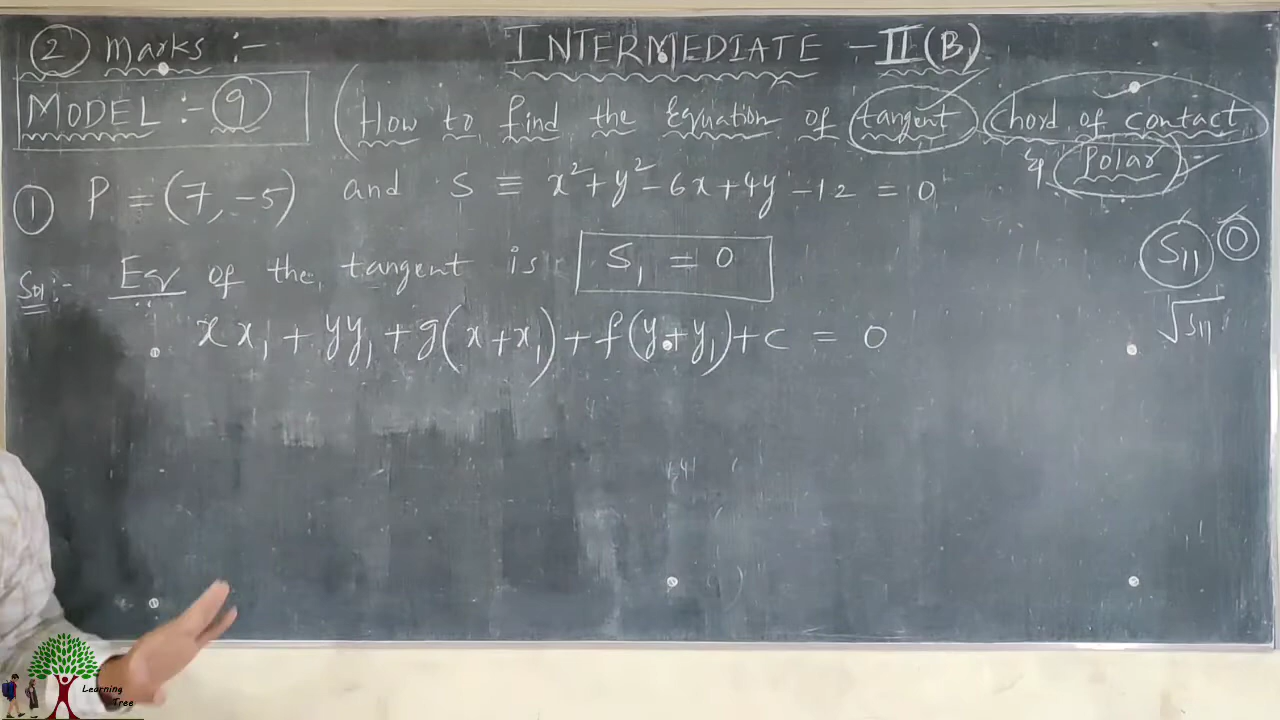 ② Marks :- INTERMEDIATE - II(B)
MODEL :- ⑨ (How to find the Equation of tangent, Chord of contact
& Polar :-
① P = (7, -5) and S ≡ x² + y² - 6x + 4y - 12 = 0
Sol :- Eq of the tangent is S₁ = 0
S₁₁ 0
√S₁₁
x x₁ + yy₁ + g(x + x₁) + f(y + y₁) + c = 0
Learning
Tree